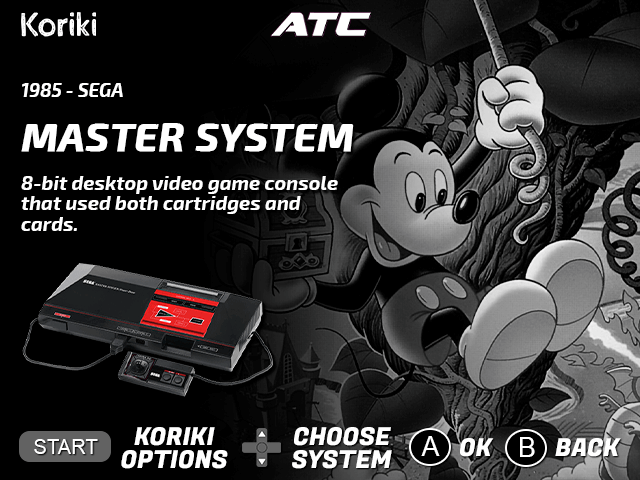 Koriki
ATC
1985 - SEGA
MASTER SYSTEM
8-bit desktop video game console
that used both cartridges and
cards.
SEGA
START
KORIKI
OPTIONS
CHOOSE
SYSTEM
A OK
B BACK